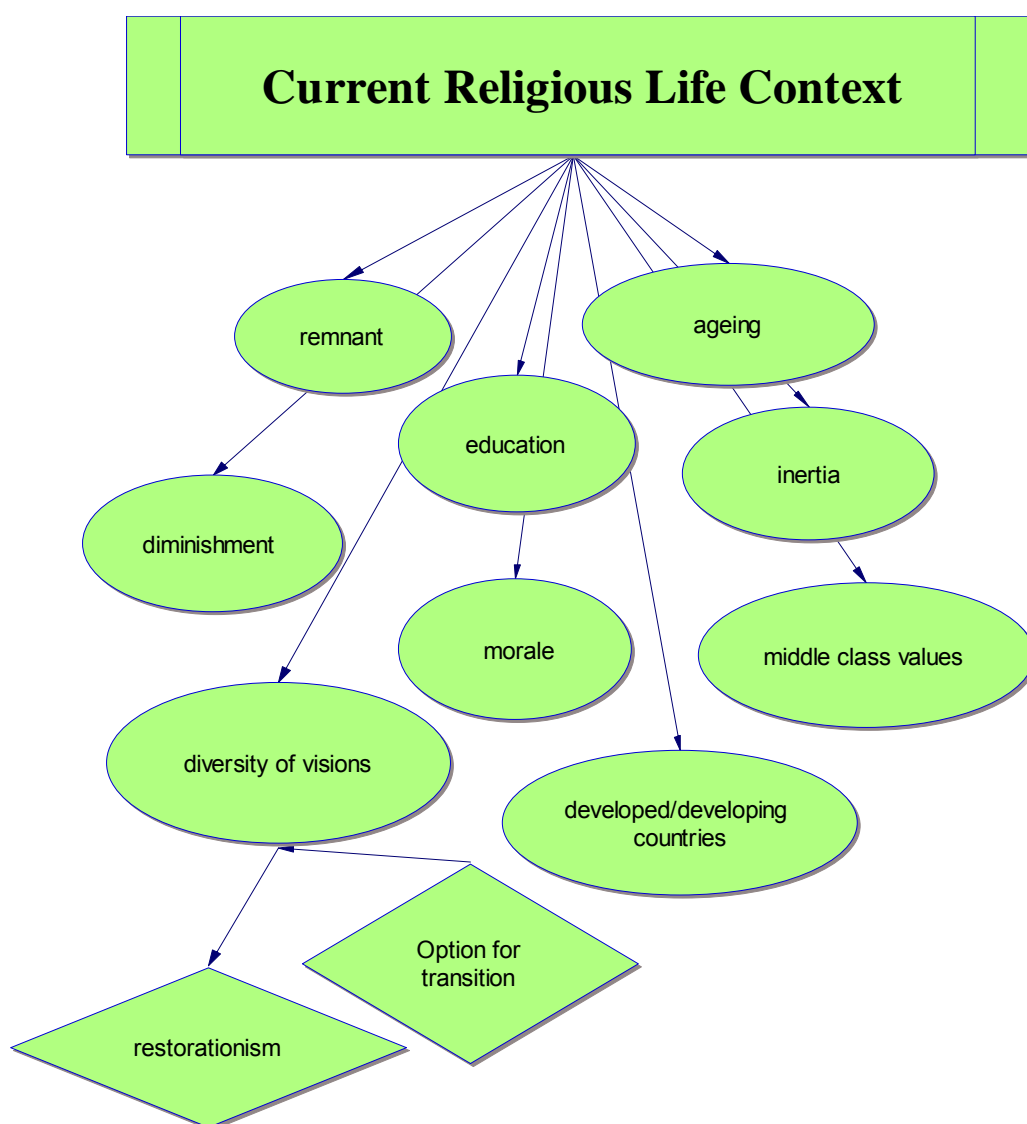 Current Religious Life Context
remnant
ageing
education
inertia
diminishment
morale
middle class values
diversity of visions
developed/developing
countries
Option for
transition
restorationism